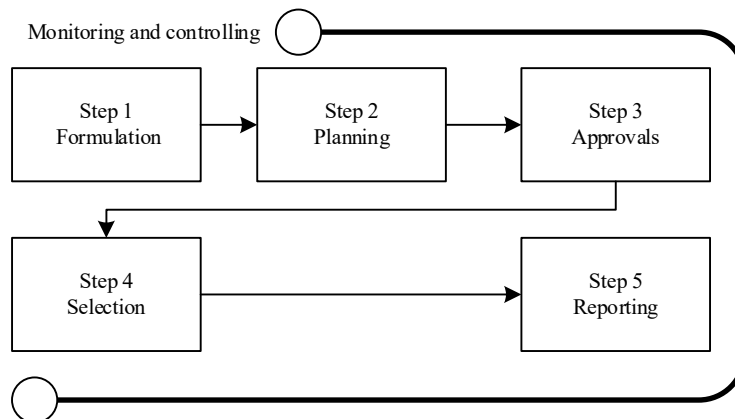 Monitoring and controlling
Step 1
Formulation
Step 2
Planning
Step 3
Approvals
Step 4
Selection
Step 5
Reporting